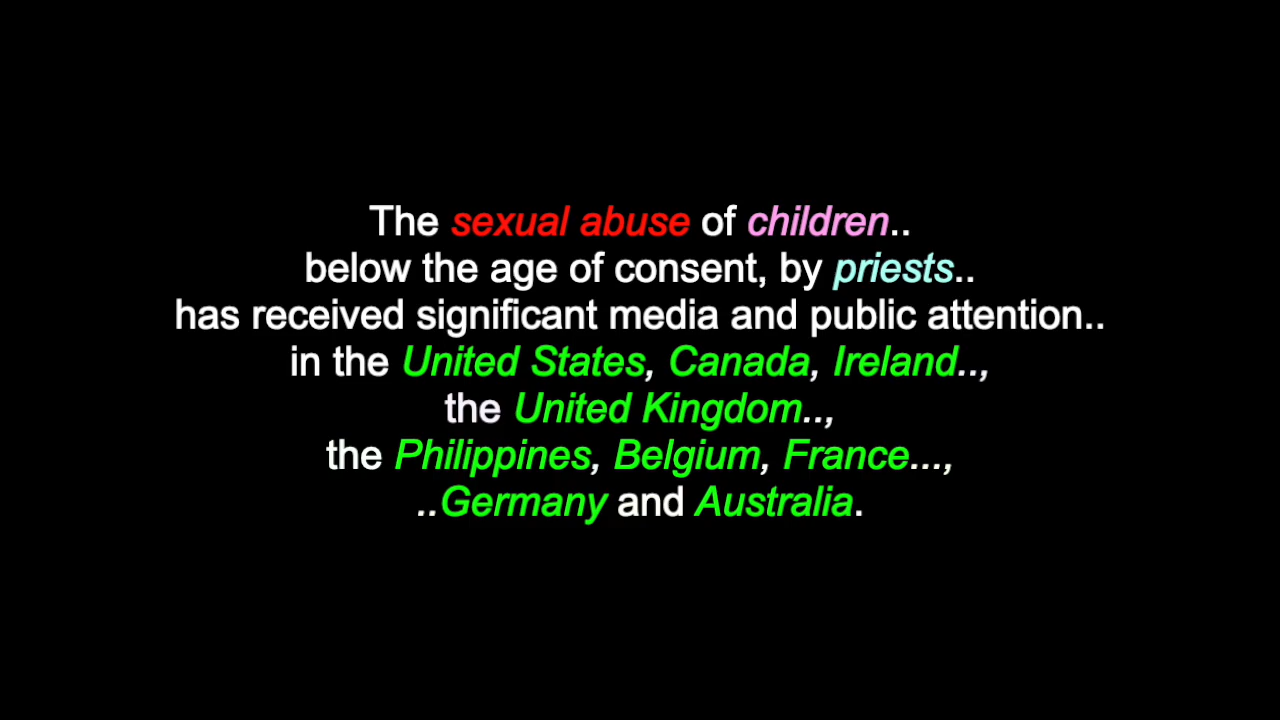 The sexual abuse of children..
below the age of consent, by priests..
has received significant media and public attention..
in the United States, Canada, Ireland..,
the United Kingdom..,
the Philippines, Belgium, France...,
..Germany and Australia.